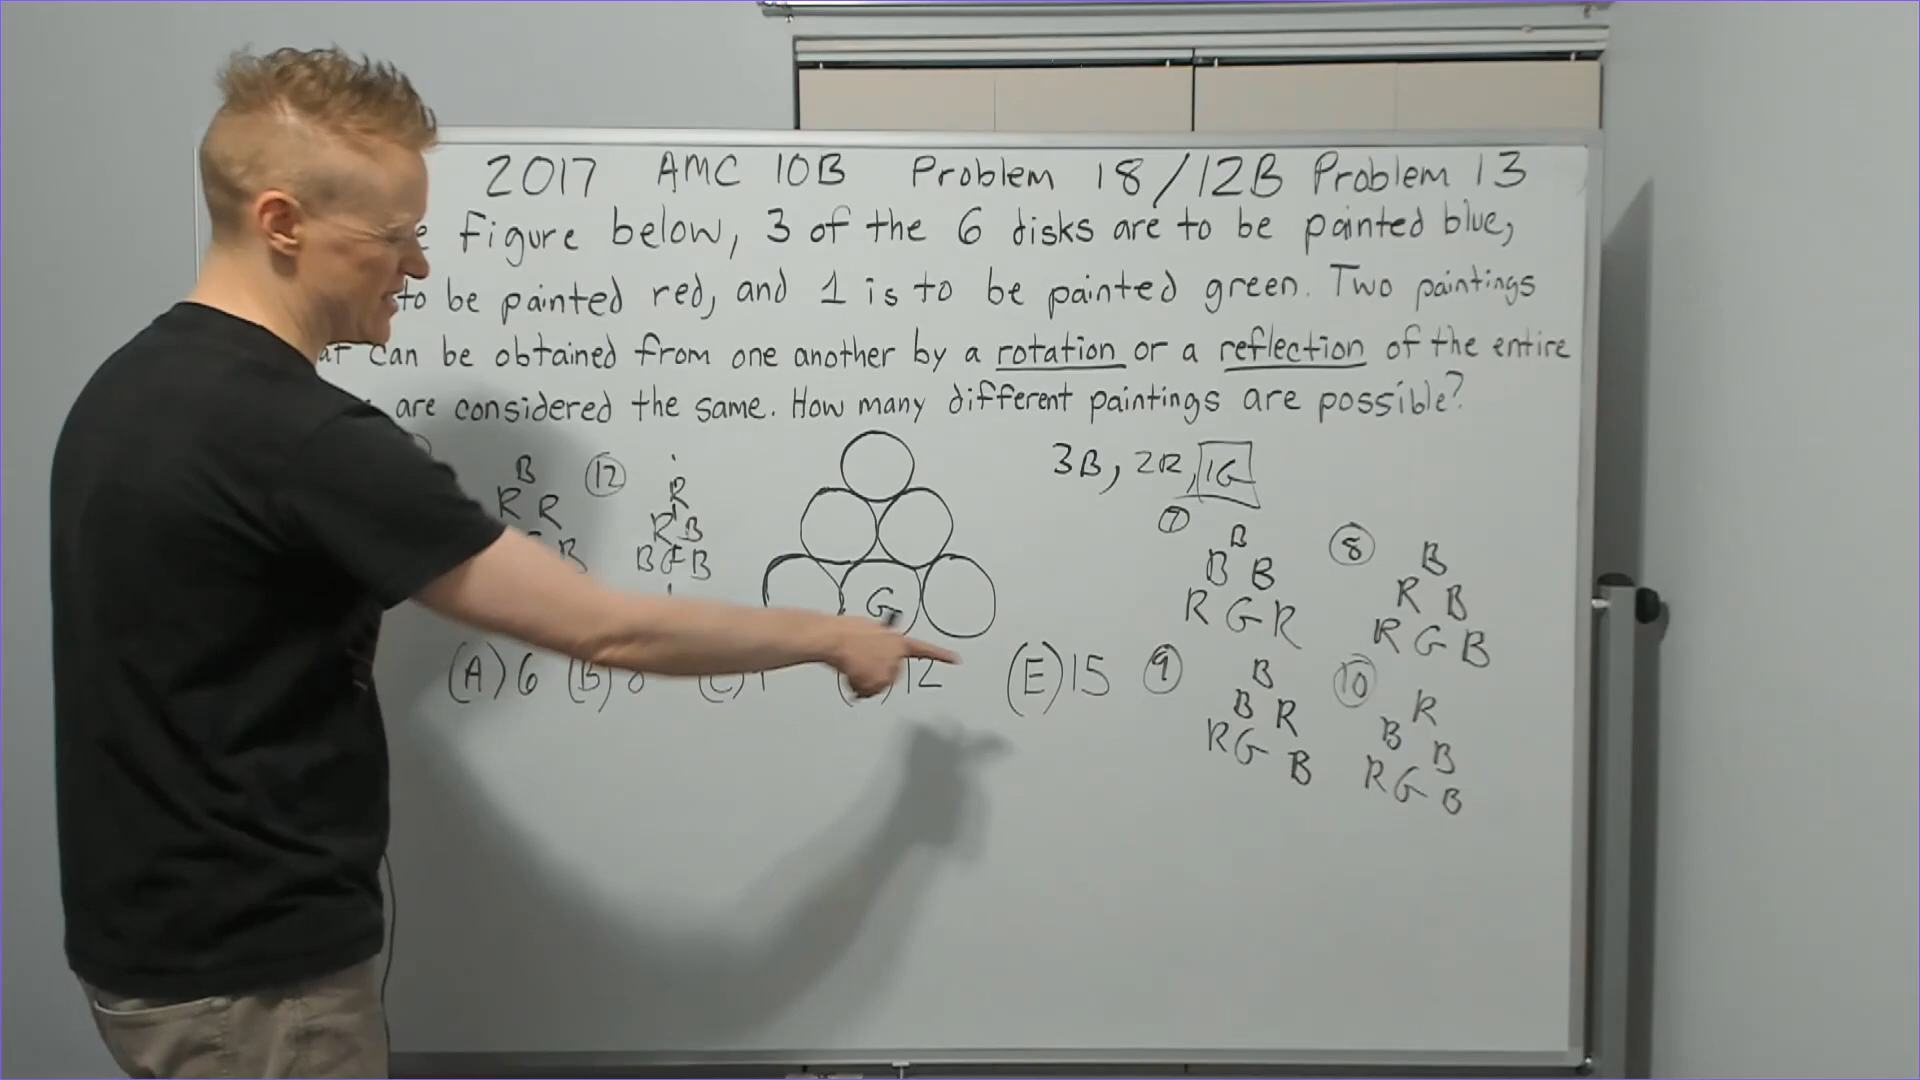 2017 AMC 10B Problem 18/12B Problem 13
Figure below, 3 of the 6 disks are to be painted blue,
to be painted red, and 1 is to be painted green. Two paintings
can be obtained from one another by a rotation or a reflection of the entire
are considered the same. How many different paintings are possible?
3B, 2R, 1G
B
R R
B
12
R
R B
B G B
G
7
B
B B
R G R
8
B
R B
R G B
(A) 6 (B) (C) 12 (E) 15
9
B
B R
R G B
10
R
B B
R G B